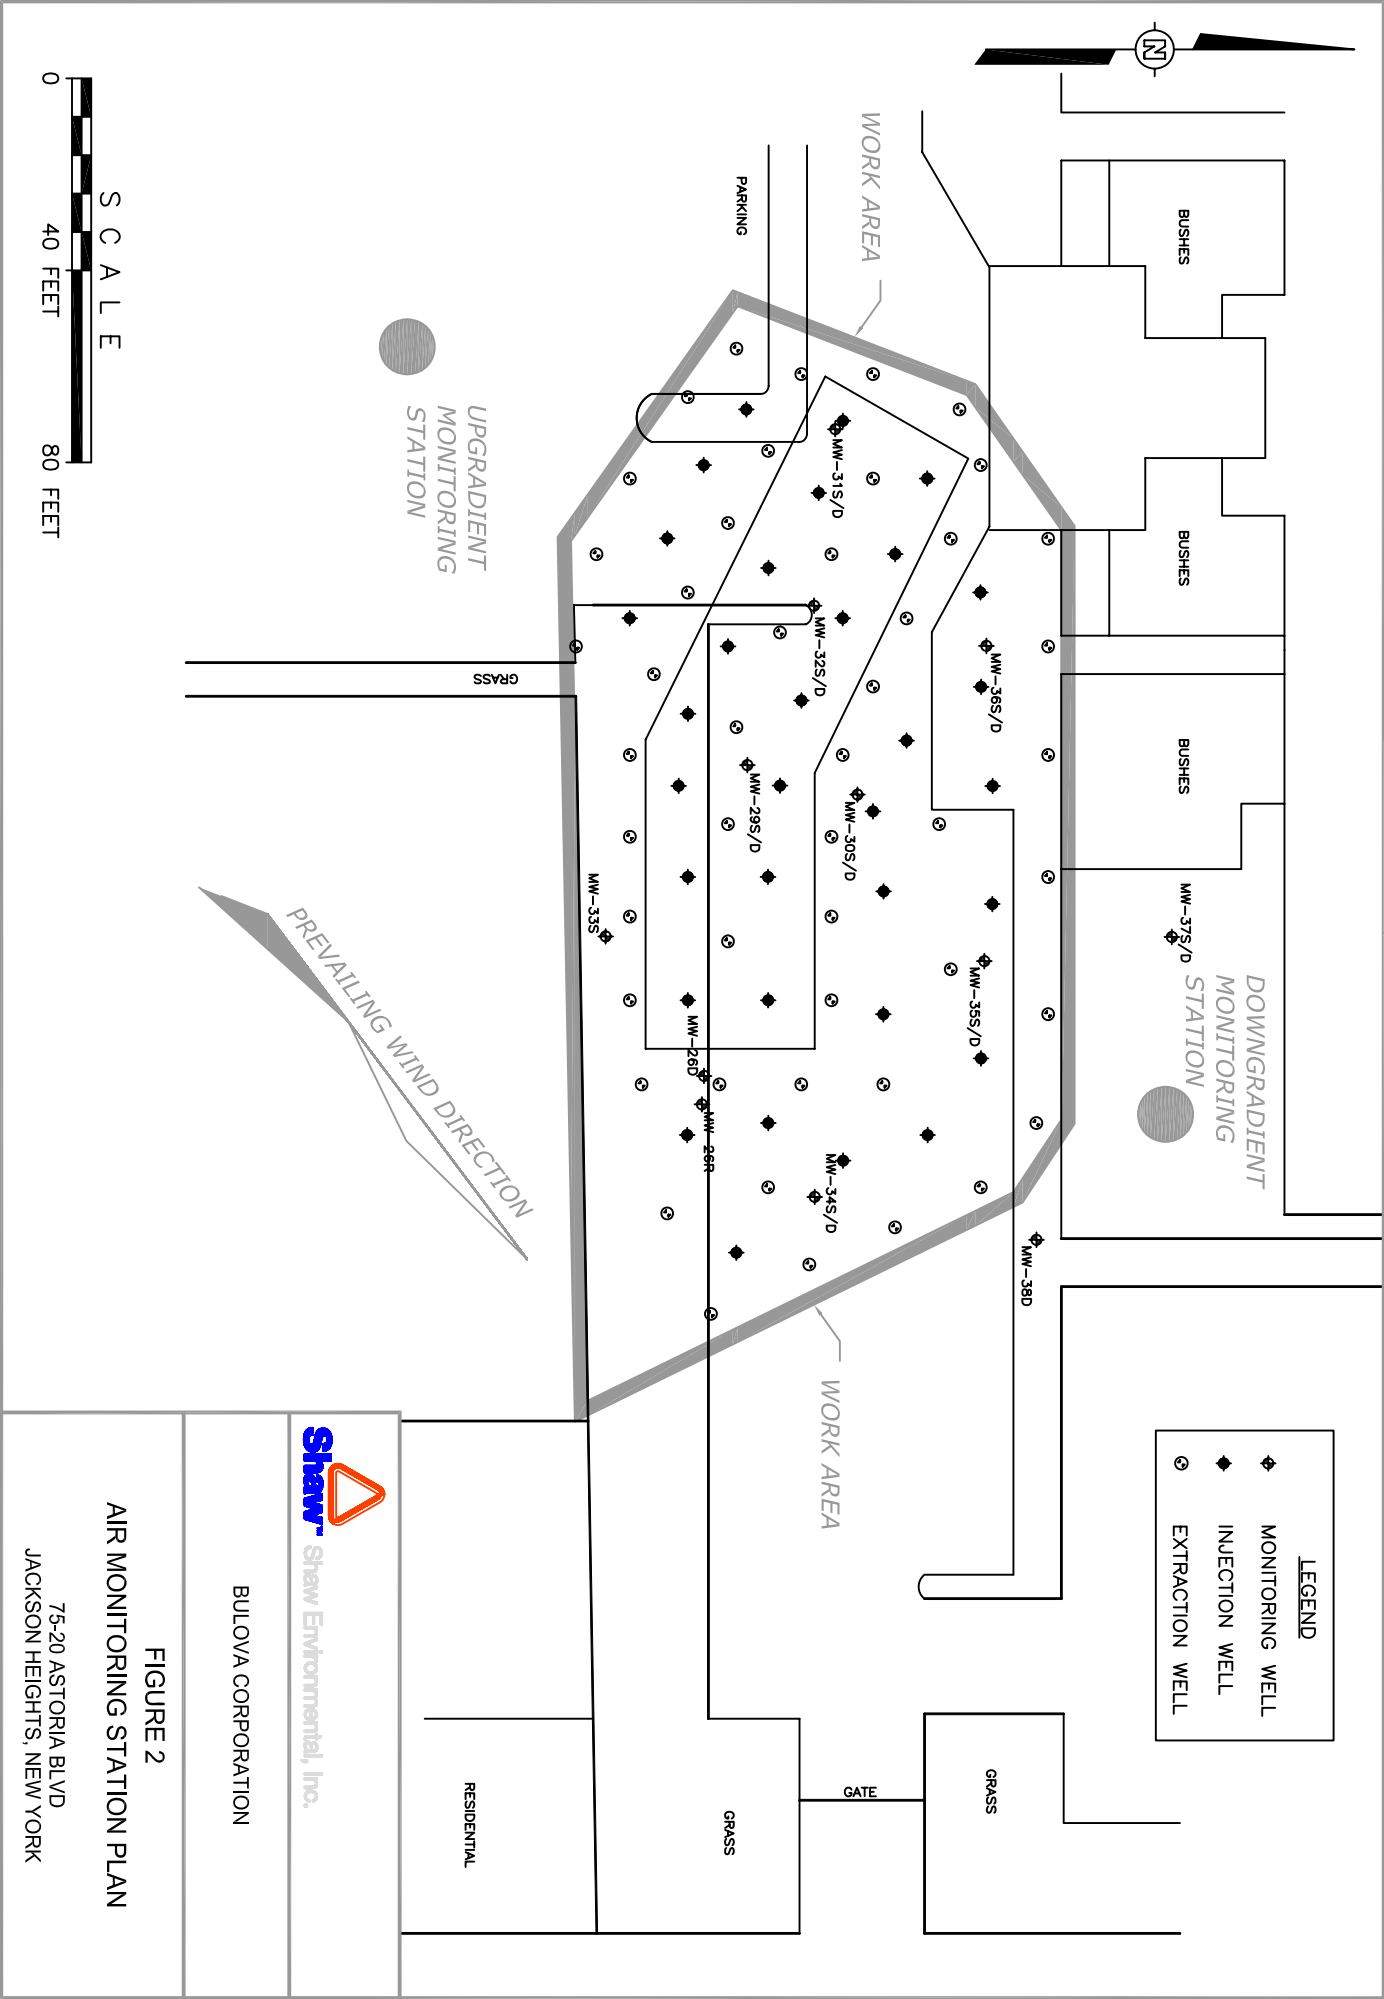 N
WORK AREA
PARKING
BUSHES
BUSHES
BUSHES
MW-31S/D
MW-32S/D
MW-36S/D
MW-29S/D
MW-30S/D
MW-37S/D
MW-33S
MW-35S/D
MW-26D
MW-26R
MW-34S/D
MW-38D
GRASS
UPGRADIENT
MONITORING
STATION
DOWNGRADIENT
MONITORING
STATION
PREVAILING WIND DIRECTION
WORK AREA
SCALE
0 40 FEET 80 FEET
LEGEND
MONITORING WELL
INJECTION WELL
EXTRACTION WELL
GRASS
GATE
GRASS
RESIDENTIAL
Shaw™ Shaw Environmental, Inc.
BULOVA CORPORATION
FIGURE 2
AIR MONITORING STATION PLAN
75-20 ASTORIA BLVD
JACKSON HEIGHTS, NEW YORK